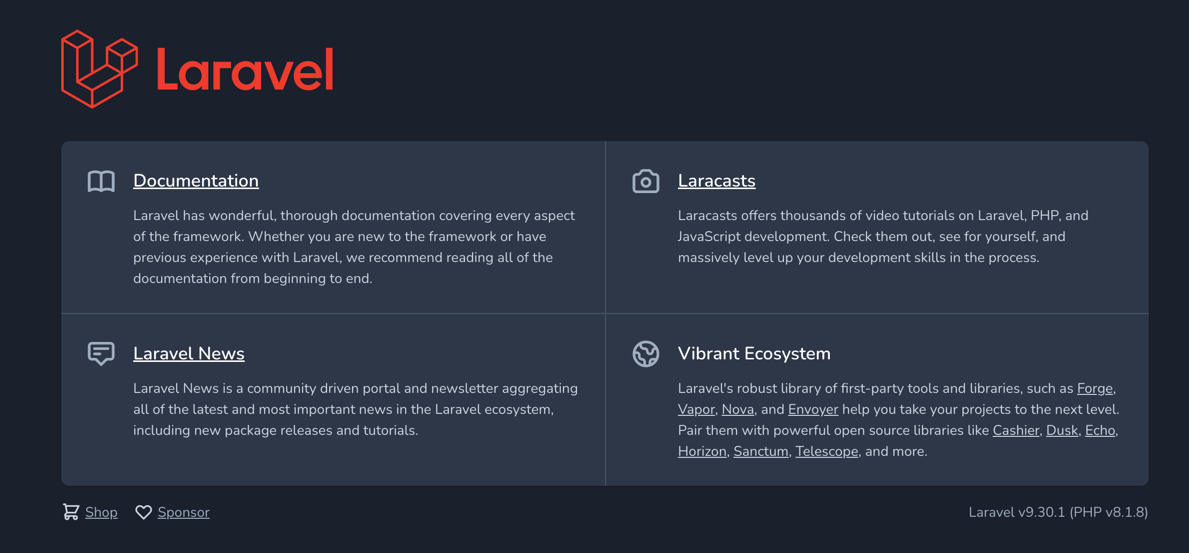 Laravel
Documentation
Laravel has wonderful, thorough documentation covering every aspect
of the framework. Whether you are new to the framework or have
previous experience with Laravel, we recommend reading all of the
documentation from beginning to end.
Laracasts
Laracasts offers thousands of video tutorials on Laravel, PHP, and
JavaScript development. Check them out, see for yourself, and
massively level up your development skills in the process.
Laravel News
Laravel News is a community driven portal and newsletter aggregating
all of the latest and most important news in the Laravel ecosystem,
including new package releases and tutorials.
Vibrant Ecosystem
Laravel's robust library of first-party tools and libraries, such as Forge,
Vapor, Nova, and Envoyer help you take your projects to the next level.
Pair them with powerful open source libraries like Cashier, Dusk, Echo,
Horizon, Sanctum, Telescope, and more.
Shop
Sponsor
Laravel v9.30.1 (PHP v8.1.8)